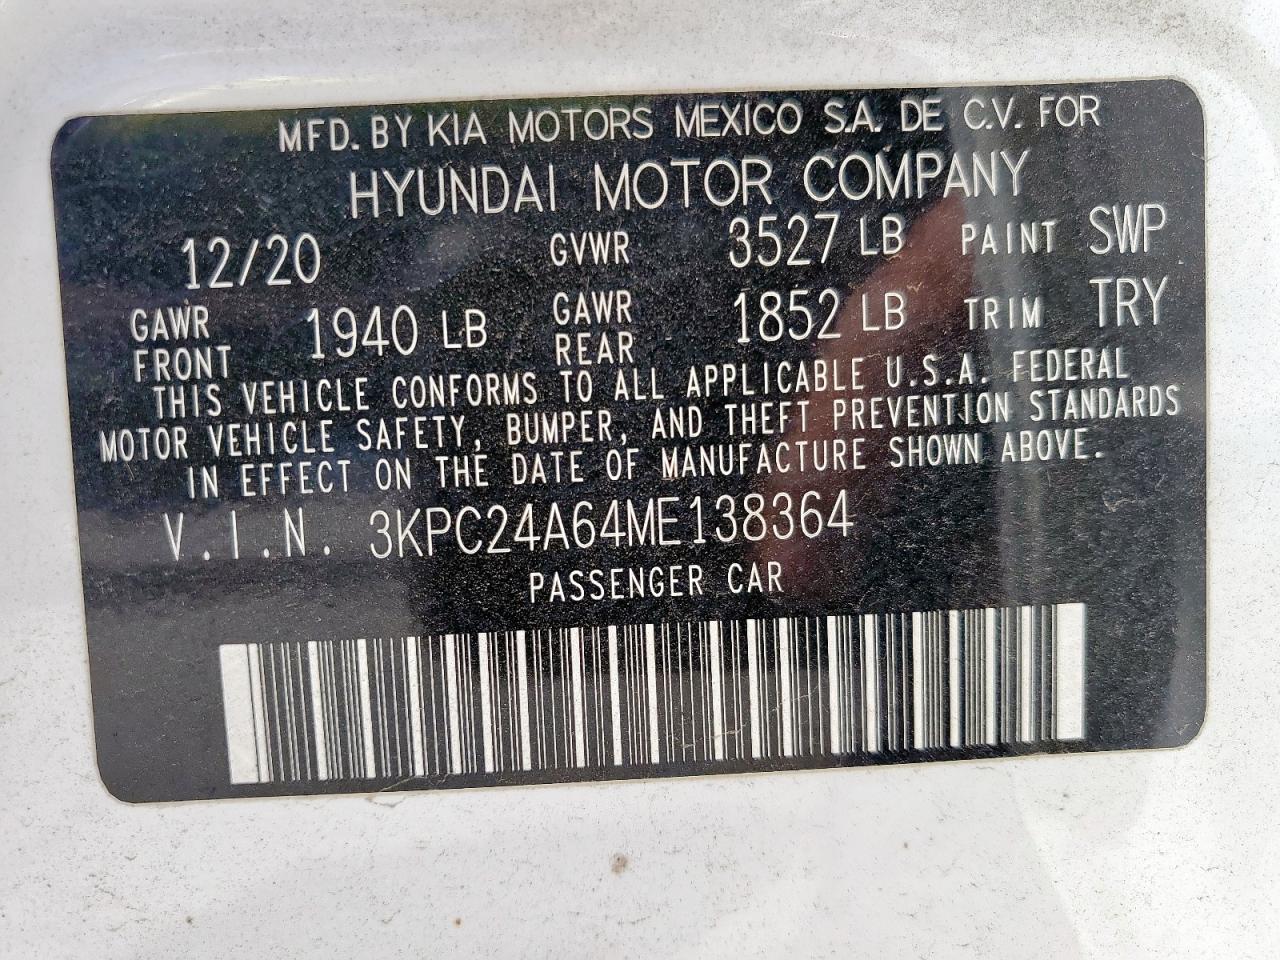 MFD. BY KIA MOTORS MEXICO S.A. DE C.V. FOR
HYUNDAI MOTOR COMPANY
12/20 GVWR 3527 LB PAINT SWP
GAWR FRONT 1940 LB GAWR REAR 1852 LB TRIM TRY
THIS VEHICLE CONFORMS TO ALL APPLICABLE U.S.A. FEDERAL
MOTOR VEHICLE SAFETY, BUMPER, AND THEFT PREVENTION STANDARDS
IN EFFECT ON THE DATE OF MANUFACTURE SHOWN ABOVE.
V.I.N. 3KPC24A64ME138364
PASSENGER CAR